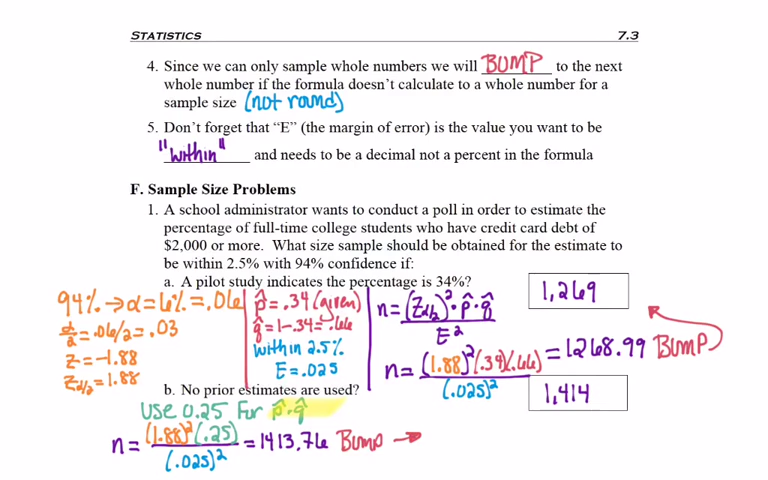 STATISTICS 7.3
4. Since we can only sample whole numbers we will BUMP to the next
whole number if the formula doesn't calculate to a whole number for a
sample size (not round)
5. Don't forget that "E" (the margin of error) is the value you want to be
"within" and needs to be a decimal not a percent in the formula
F. Sample Size Problems
1. A school administrator wants to conduct a poll in order to estimate the
percentage of full-time college students who have credit card debt of
$2,000 or more. What size sample should be obtained for the estimate to
be within 2.5% with 94% confidence if:
a. A pilot study indicates the percentage is 34%?
1,269
94% → α = 6% = .06
α/2 = .06/2 = .03
z = -1.88
Zα/2 = 1.88
p̂ = .34 (given)
q̂ = 1-.34 = .66
within 2.5%
E = .025
n = (Zα/2)²·p̂·q̂ / E²
n = (1.88)²(.34)(.66) / (.025)² = 1268.99 BUMP
b. No prior estimates are used?
1,414
Use 0.25 For p̂·q̂
n = (1.88)²(.25) / (.025)² = 1413.76 Bump →